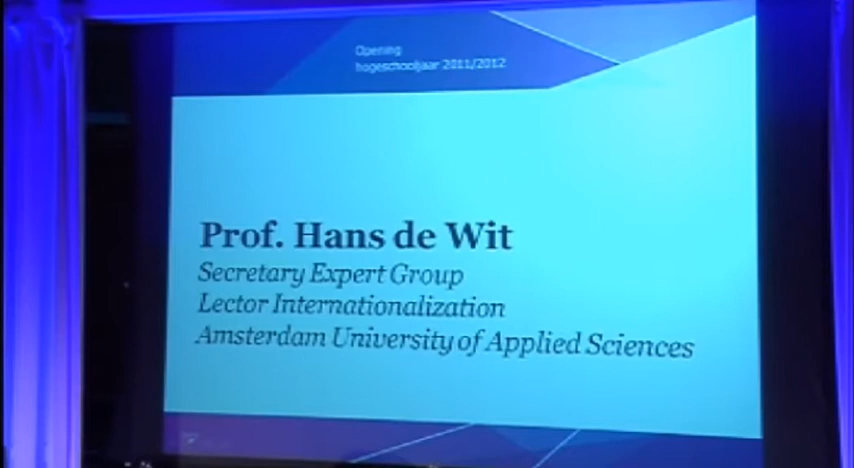 Opening
hogeschooljaar 2011/2012
Prof. Hans de Wit
Secretary Expert Group
Lector Internationalization
Amsterdam University of Applied Sciences